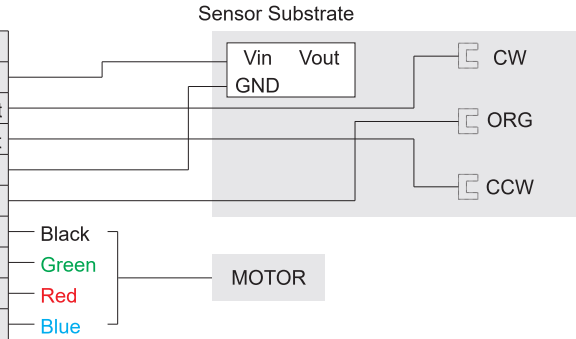 Sensor Substrate
Vin Vout
GND
CW
ORG
CCW
Black
Green
Red
Blue
MOTOR